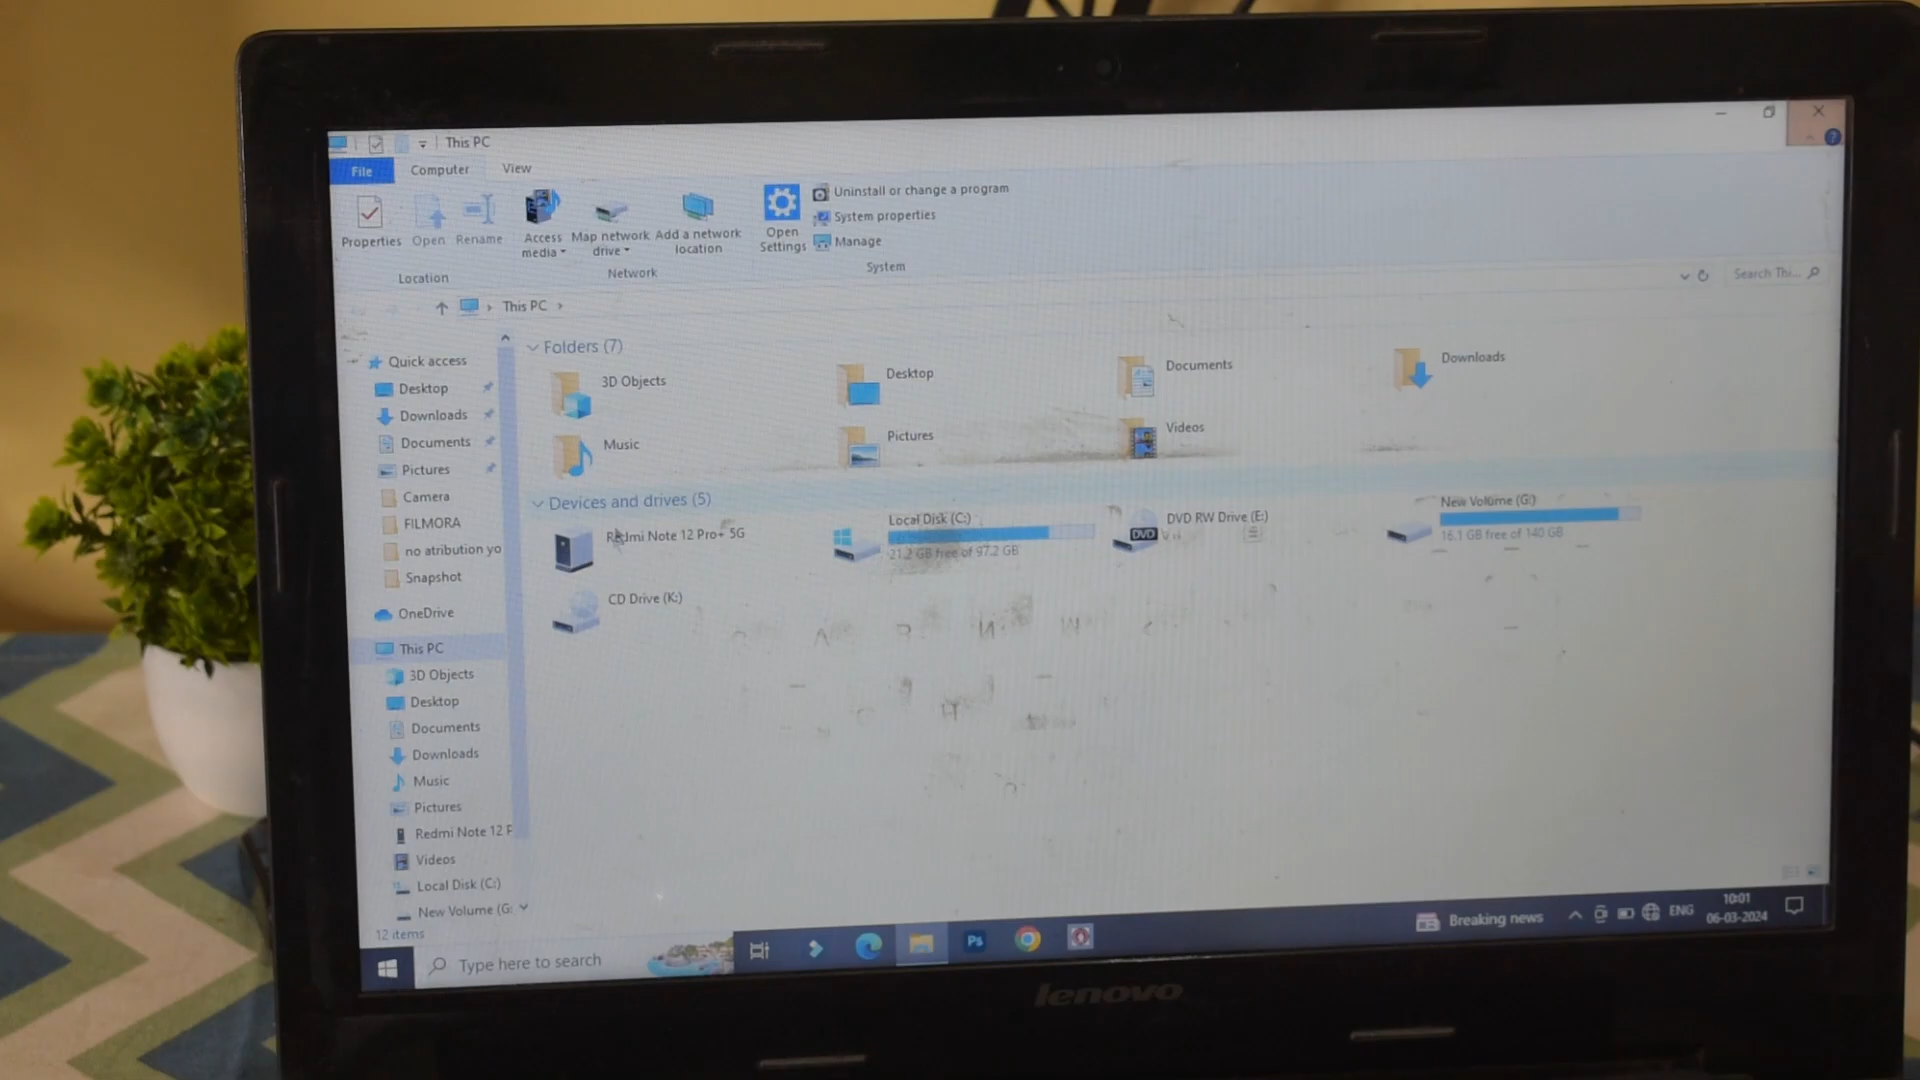 This PC
File Computer View
Properties Open Rename Access media Map network drive Add a network location Open Settings Uninstall or change a program
System properties
Manage
Location Network System
This PC
Search Thi...
Quick access
Desktop
Downloads
Documents
Pictures
Camera
FILMORA
no atribution yo
Snapshot
OneDrive
This PC
3D Objects
Desktop
Documents
Downloads
Music
Pictures
Redmi Note 12 P
Videos
Local Disk (C:)
New Volume (G:
12 items
Folders (7)
3D Objects Desktop Documents Downloads
Music Pictures Videos
Devices and drives (5)
Redmi Note 12 Pro+ 5G
Local Disk (C:)
21.2 GB free of 97.2 GB
DVD RW Drive (E:)
DVD
New Volume (G:)
16.1 GB free of 140 GB
CD Drive (K:)
Type here to search
Ps
Breaking news
ENG
10:01
06-03-2024
lenovo